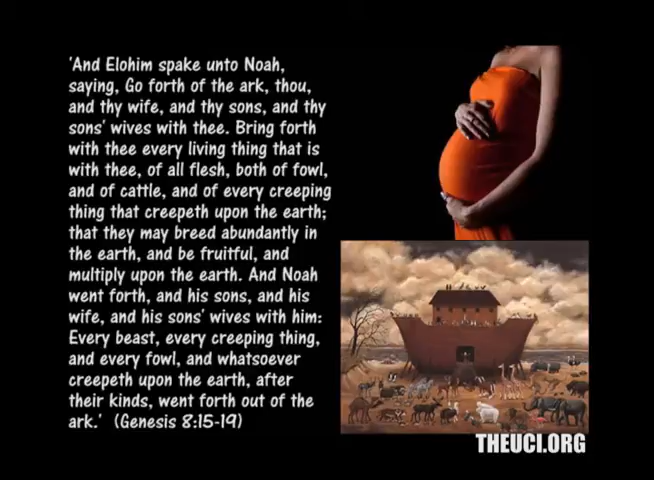 'And Elohim spake unto Noah,
saying, Go forth of the ark, thou,
and thy wife, and thy sons, and thy
sons' wives with thee. Bring forth
with thee every living thing that is
with thee, of all flesh, both of fowl,
and of cattle, and of every creeping
thing that creepeth upon the earth;
that they may breed abundantly in
the earth, and be fruitful, and
multiply upon the earth. And Noah
went forth, and his sons, and his
wife, and his sons' wives with him:
Every beast, every creeping thing,
and every fowl, and whatsoever
creepeth upon the earth, after
their kinds, went forth out of the
ark.' (Genesis 8:15-19)
THEUCI.ORG